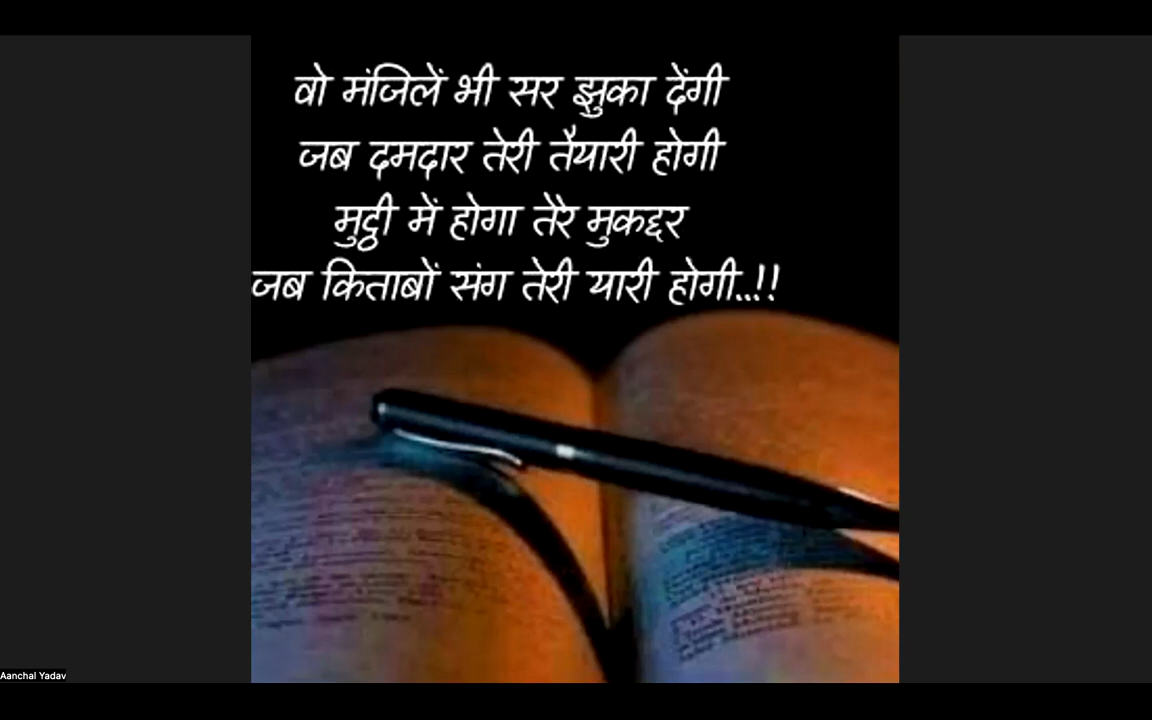 वो मंजिलें भी सर झुका देंगी
जब दमदार तेरी तैयारी होगी
मुट्ठी में होगा तेरे मुकद्दर
जब किताबों संग तेरी यारी होगी...!!
Aanchal Yadav